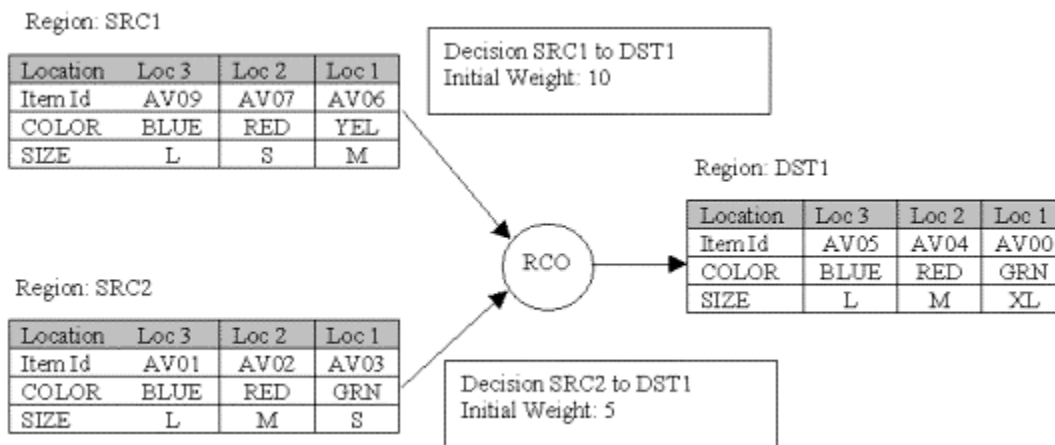 Region: SRC1
Location Loc 3 Loc 2 Loc 1
Item Id AV09 AV07 AV06
COLOR BLUE RED YEL
SIZE L S M
Decision SRC1 to DST1
Initial Weight: 10
Region: DST1
Location Loc 3 Loc 2 Loc 1
Item Id AV05 AV04 AV00
COLOR BLUE RED GRN
SIZE L M XL
RCO
Region: SRC2
Location Loc 3 Loc 2 Loc 1
Item Id AV01 AV02 AV03
COLOR BLUE RED GRN
SIZE L M S
Decision SRC2 to DST1
Initial Weight: 5